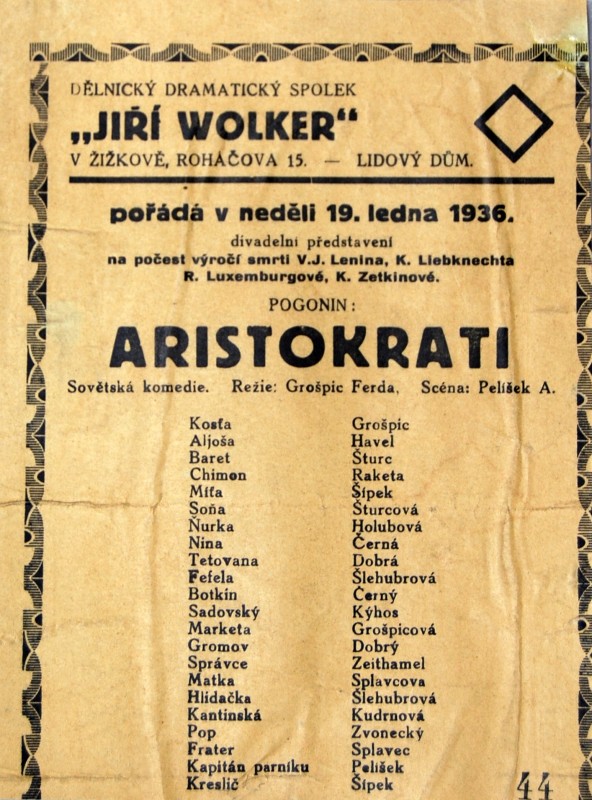 DĚLNICKÝ DRAMATICKÝ SPOLEK
„JIŘÍ WOLKER“
V ŽIŽKOVĚ, ROHÁČOVA 15. — LIDOVÝ DŮM.
pořádá v neděli 19. ledna 1936.
divadelní představení
na počest výročí smrti V.J. Lenina, K. Liebknechta
R. Luxemburgové, K. Zetkinové.
POGONIN:
ARISTOKRATI
Sovětská komedie. Režie: Grošpic Ferda, Scéna: Pelíšek A.
Kosťa Grošpic
Aljoša Havel
Baret Šturc
Chimon Raketa
Míťa Šípek
Soňa Šturcová
Ňurka Holubová
Nina Černá
Tetovana Dobrá
Fefela Šlehubrová
Botkin Černý
Sadovský Kýhos
Marketa Grošpicová
Gromov Dobrý
Správce Zeithamel
Matka Splavcova
Hlídačka Šlehubrová
Kantinská Kudrnová
Pop Zvonecký
Frater Splavec
Kapitán parníku Pelíšek
Kreslič Šípek
44